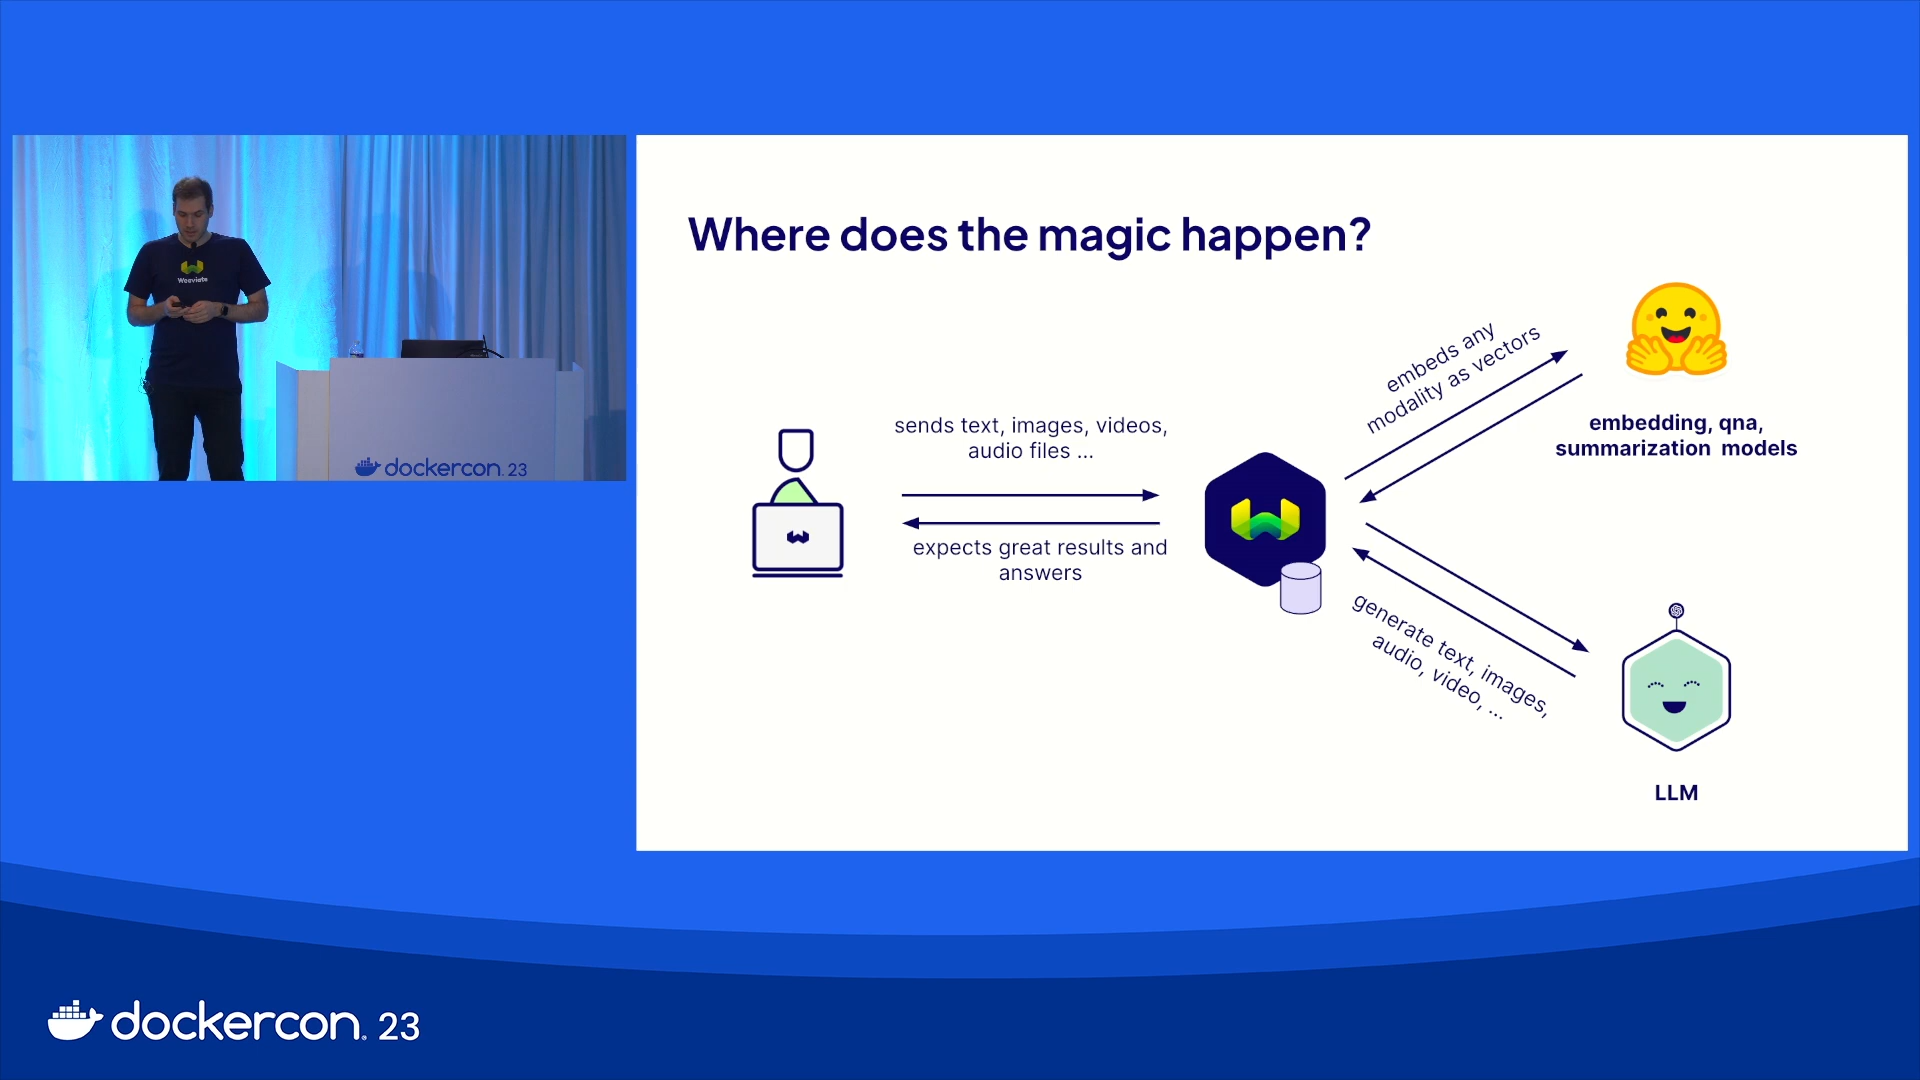 Weaviate
dockercon. 23
Where does the magic happen?
embeds any
modality as vectors
embedding, qna,
summarization models
sends text, images, videos,
audio files ...
expects great results and
answers
generate text, images,
audio, video, ...
LLM
dockercon. 23